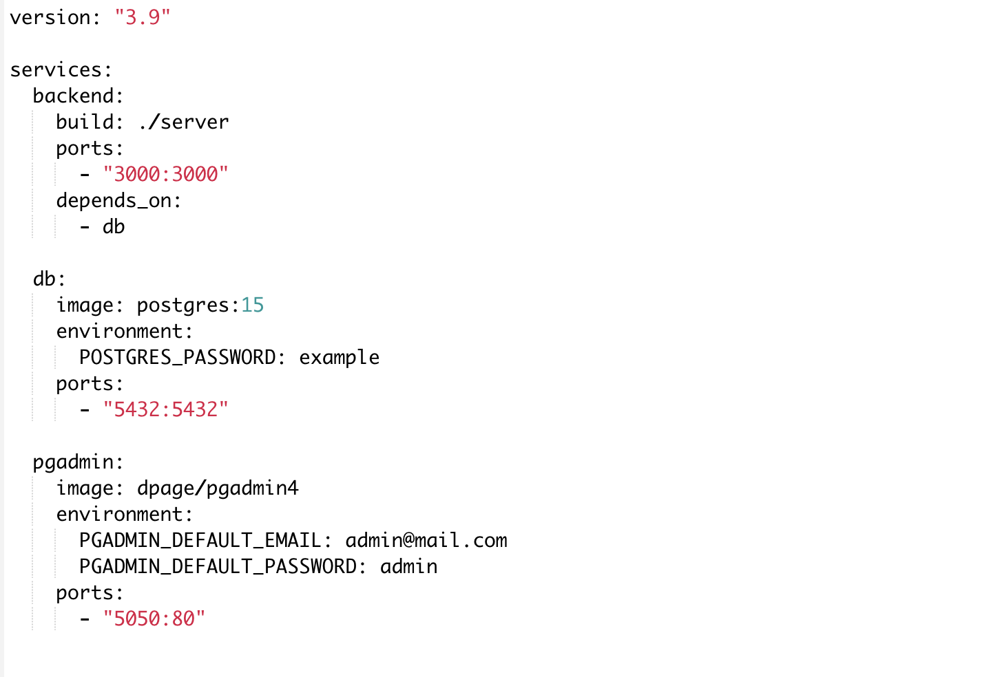 version: "3.9"

services:
  backend:
    build: ./server
    ports:
      - "3000:3000"
    depends_on:
      - db

  db:
    image: postgres:15
    environment:
      POSTGRES_PASSWORD: example
    ports:
      - "5432:5432"

  pgadmin:
    image: dpage/pgadmin4
    environment:
      PGADMIN_DEFAULT_EMAIL: admin@mail.com
      PGADMIN_DEFAULT_PASSWORD: admin
    ports:
      - "5050:80"